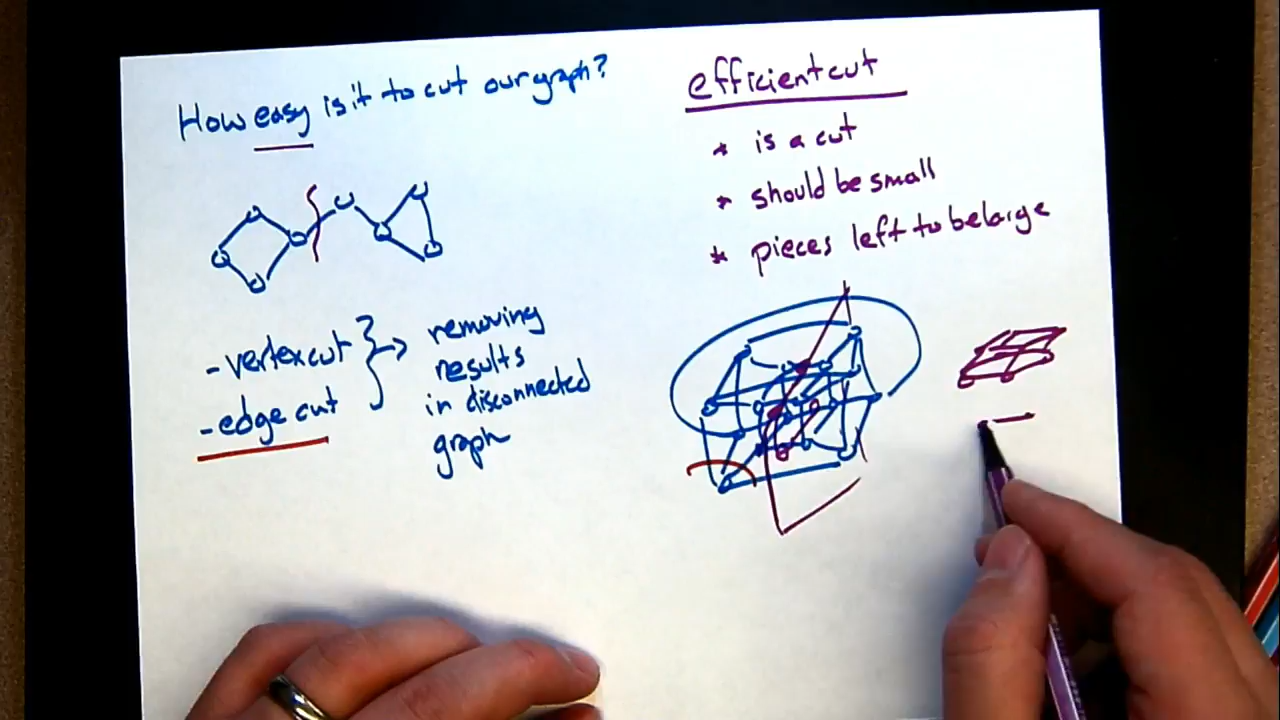 How easy is it to cut our graph?
- vertex cut
- edge cut
removing
results
in disconnected
graph
efficient cut
* is a cut
* should be small
* pieces left to be large